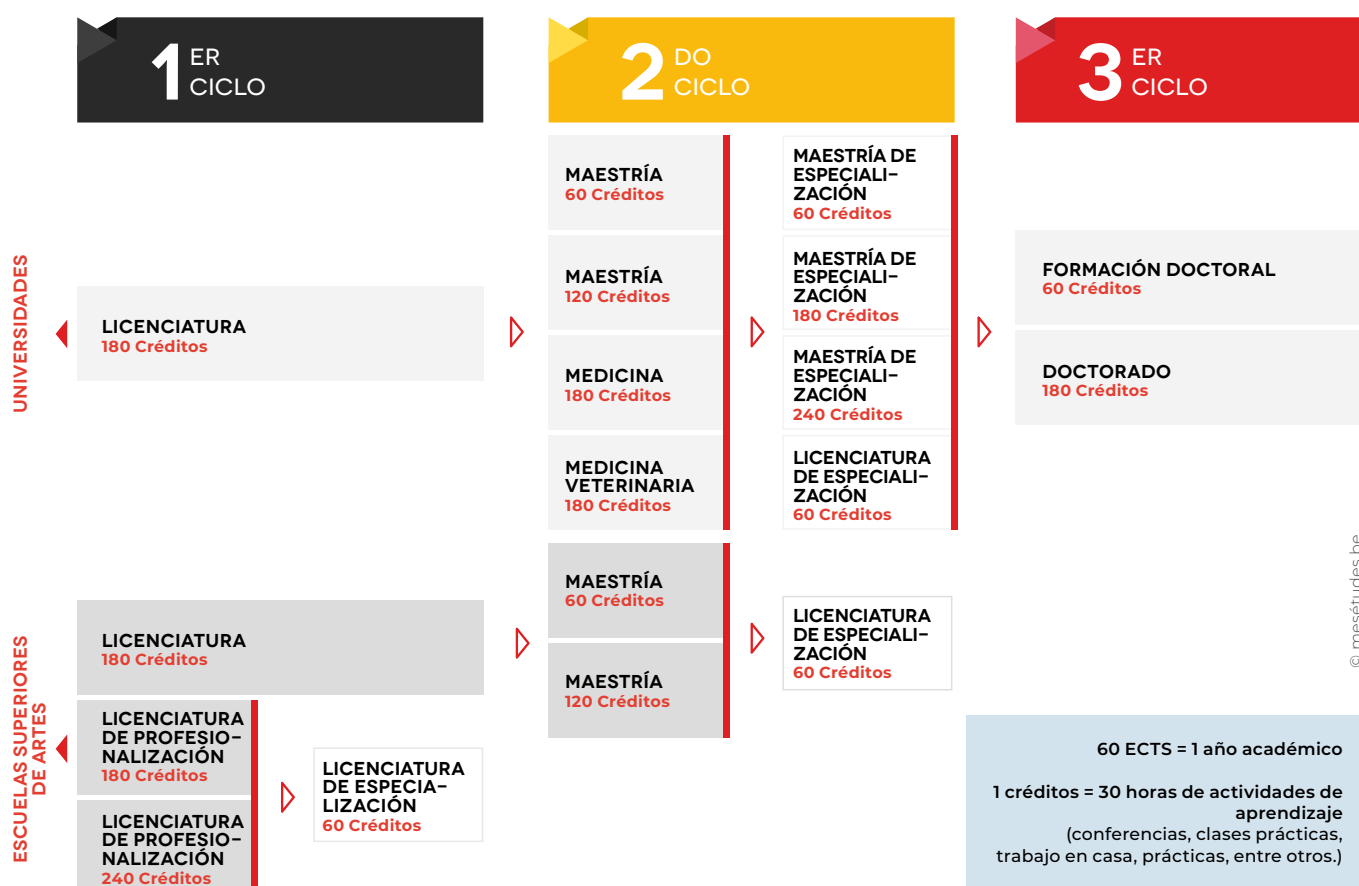 1 ER
CICLO
2 DO
CICLO
3 ER
CICLO
UNIVERSIDADES
LICENCIATURA
180 Créditos
MAESTRÍA
60 Créditos
MAESTRÍA
120 Créditos
MEDICINA
180 Créditos
MEDICINA
VETERINARIA
180 Créditos
MAESTRÍA DE
ESPECIALI-
ZACIÓN
60 Créditos
MAESTRÍA DE
ESPECIALI-
ZACIÓN
180 Créditos
MAESTRÍA DE
ESPECIALI-
ZACIÓN
240 Créditos
LICENCIATURA
DE ESPECIALI-
ZACIÓN
60 Créditos
FORMACIÓN DOCTORAL
60 Créditos
DOCTORADO
180 Créditos
ESCUELAS SUPERIORES
DE ARTES
LICENCIATURA
180 Créditos
LICENCIATURA
DE PROFESIO-
NALIZACIÓN
180 Créditos
LICENCIATURA
DE PROFESIO-
NALIZACIÓN
240 Créditos
LICENCIATURA
DE ESPECIA-
LIZACIÓN
60 Créditos
MAESTRÍA
60 Créditos
MAESTRÍA
120 Créditos
LICENCIATURA
DE ESPECIALI-
ZACIÓN
60 Créditos
60 ECTS = 1 año académico
1 créditos = 30 horas de actividades de
aprendizaje
(conferencias, clases prácticas,
trabajo en casa, prácticas, entre otros.)
© mesétudes.be